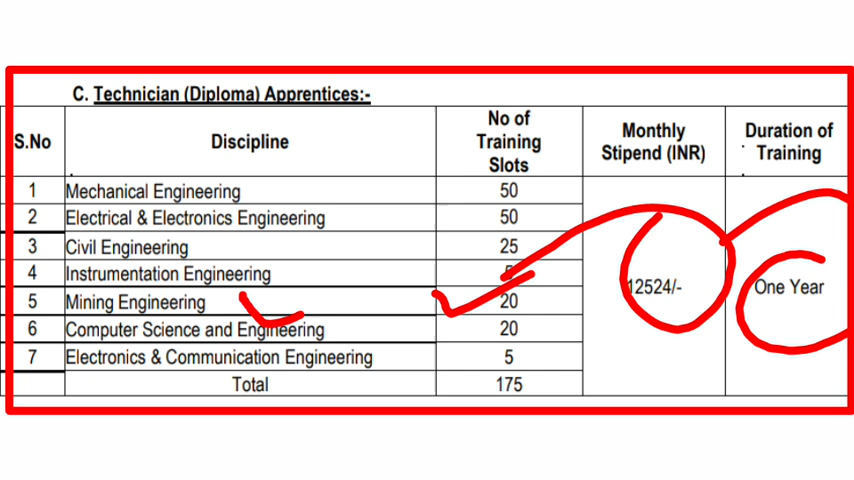 C. Technician (Diploma) Apprentices:-
S.No Discipline No of Training Slots Monthly Stipend (INR) Duration of Training
1 Mechanical Engineering 50 12524/- One Year
2 Electrical & Electronics Engineering 50
3 Civil Engineering 25
4 Instrumentation Engineering
5 Mining Engineering 20
6 Computer Science and Engineering 20
7 Electronics & Communication Engineering 5
Total 175